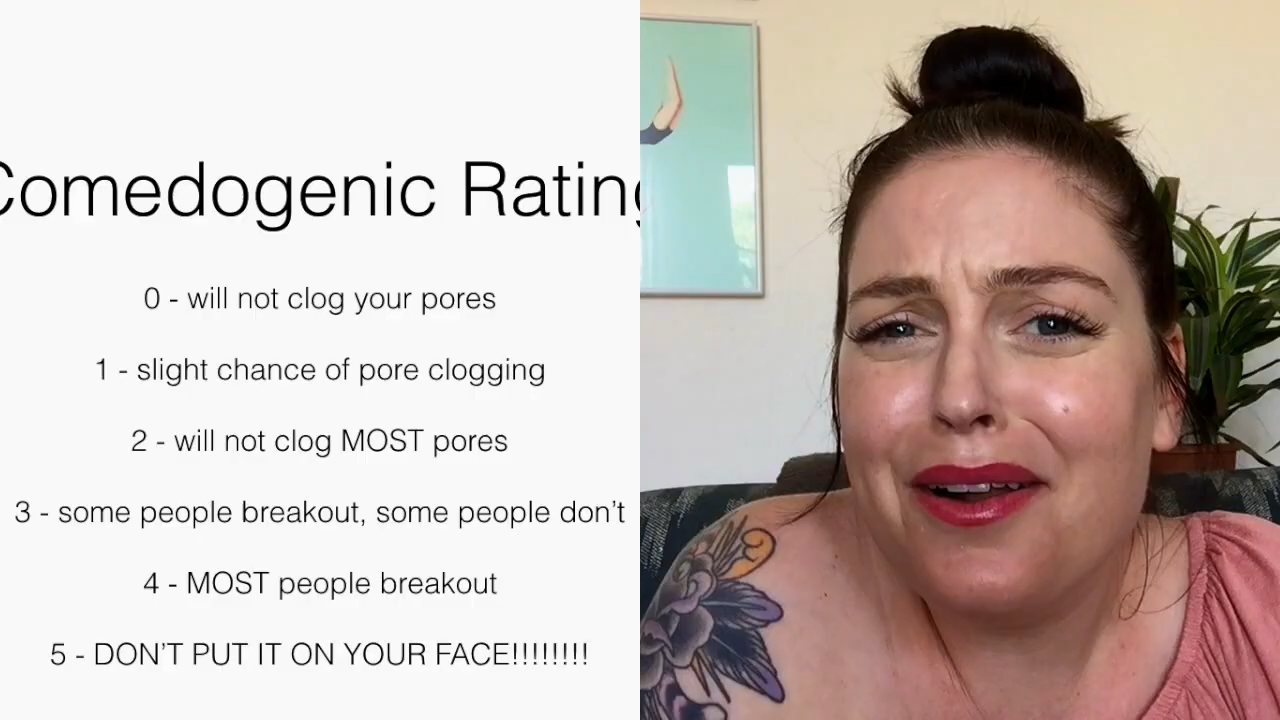 Comedogenic Rating
0 - will not clog your pores
1 - slight chance of pore clogging
2 - will not clog MOST pores
3 - some people breakout, some people don't
4 - MOST people breakout
5 - DON'T PUT IT ON YOUR FACE!!!!!!!!